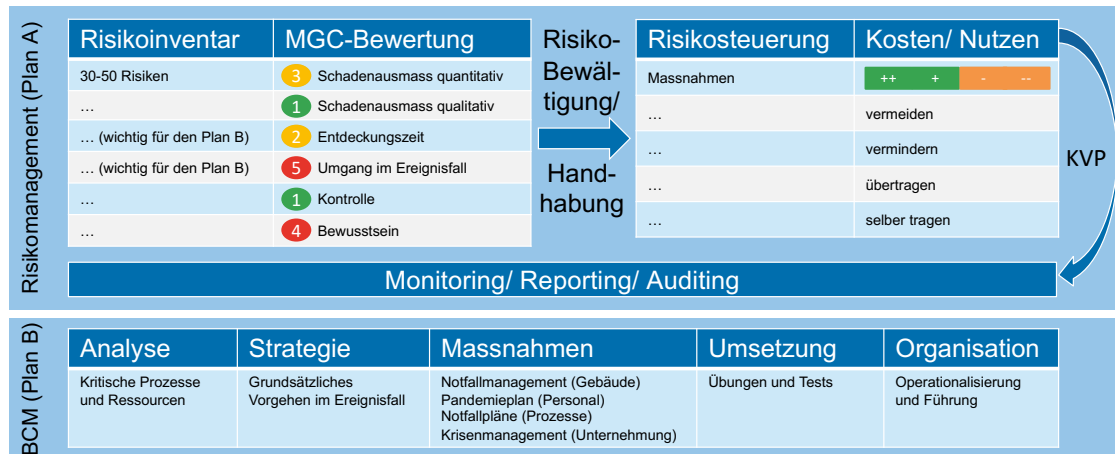 Risikomanagement (Plan A)
Risikoinventar
MGC-Bewertung
30-50 Risiken
3 Schadenausmass quantitativ
…
1 Schadenausmass qualitativ
… (wichtig für den Plan B)
2 Entdeckungszeit
… (wichtig für den Plan B)
5 Umgang im Ereignisfall
…
1 Kontrolle
…
4 Bewusstsein
Risiko-
Bewäl-
tigung/
Hand-
habung
Risikosteuerung
Kosten/ Nutzen
Massnahmen
++ + - --
…
vermeiden
…
vermindern
…
übertragen
…
selber tragen
KVP
Monitoring/ Reporting/ Auditing
BCM (Plan B)
Analyse
Strategie
Massnahmen
Umsetzung
Organisation
Kritische Prozesse
und Ressourcen
Grundsätzliches
Vorgehen im Ereignisfall
Notfallmanagement (Gebäude)
Pandemieplan (Personal)
Notfallpläne (Prozesse)
Krisenmanagement (Unternehmung)
Übungen und Tests
Operationalisierung
und Führung